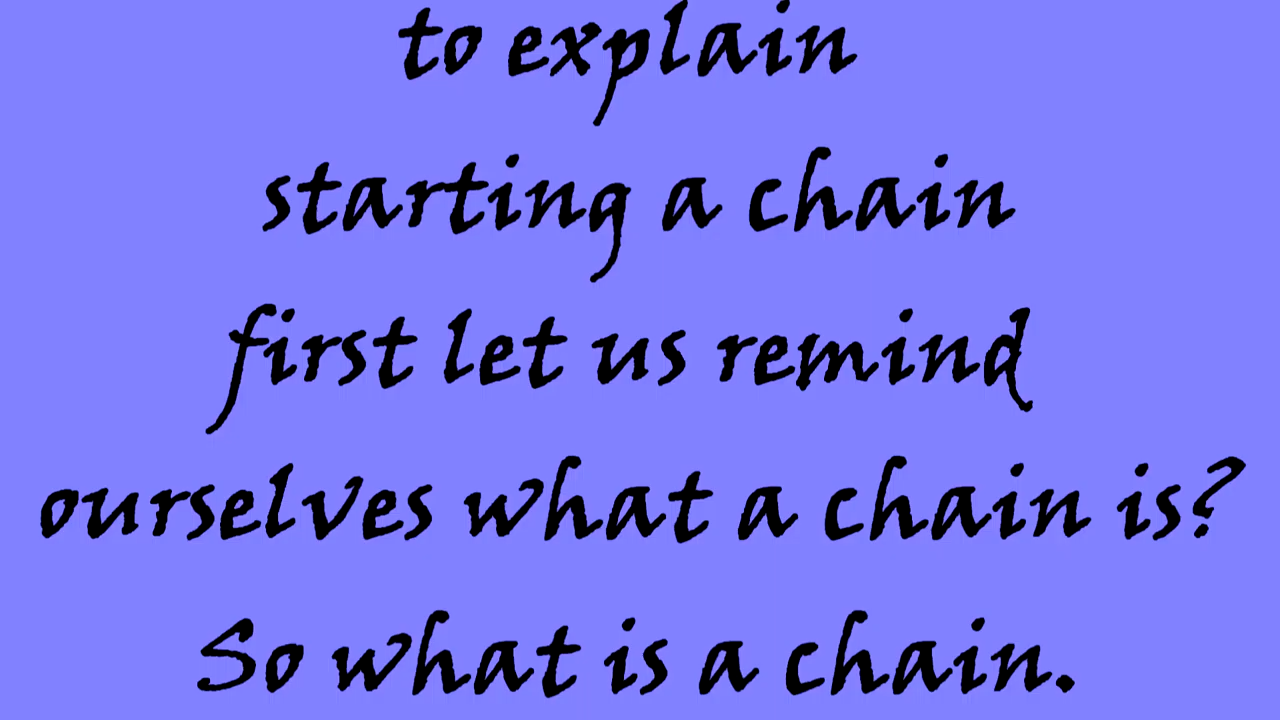 to explain
starting a chain
first let us remind
ourselves what a chain is?
So what is a chain.